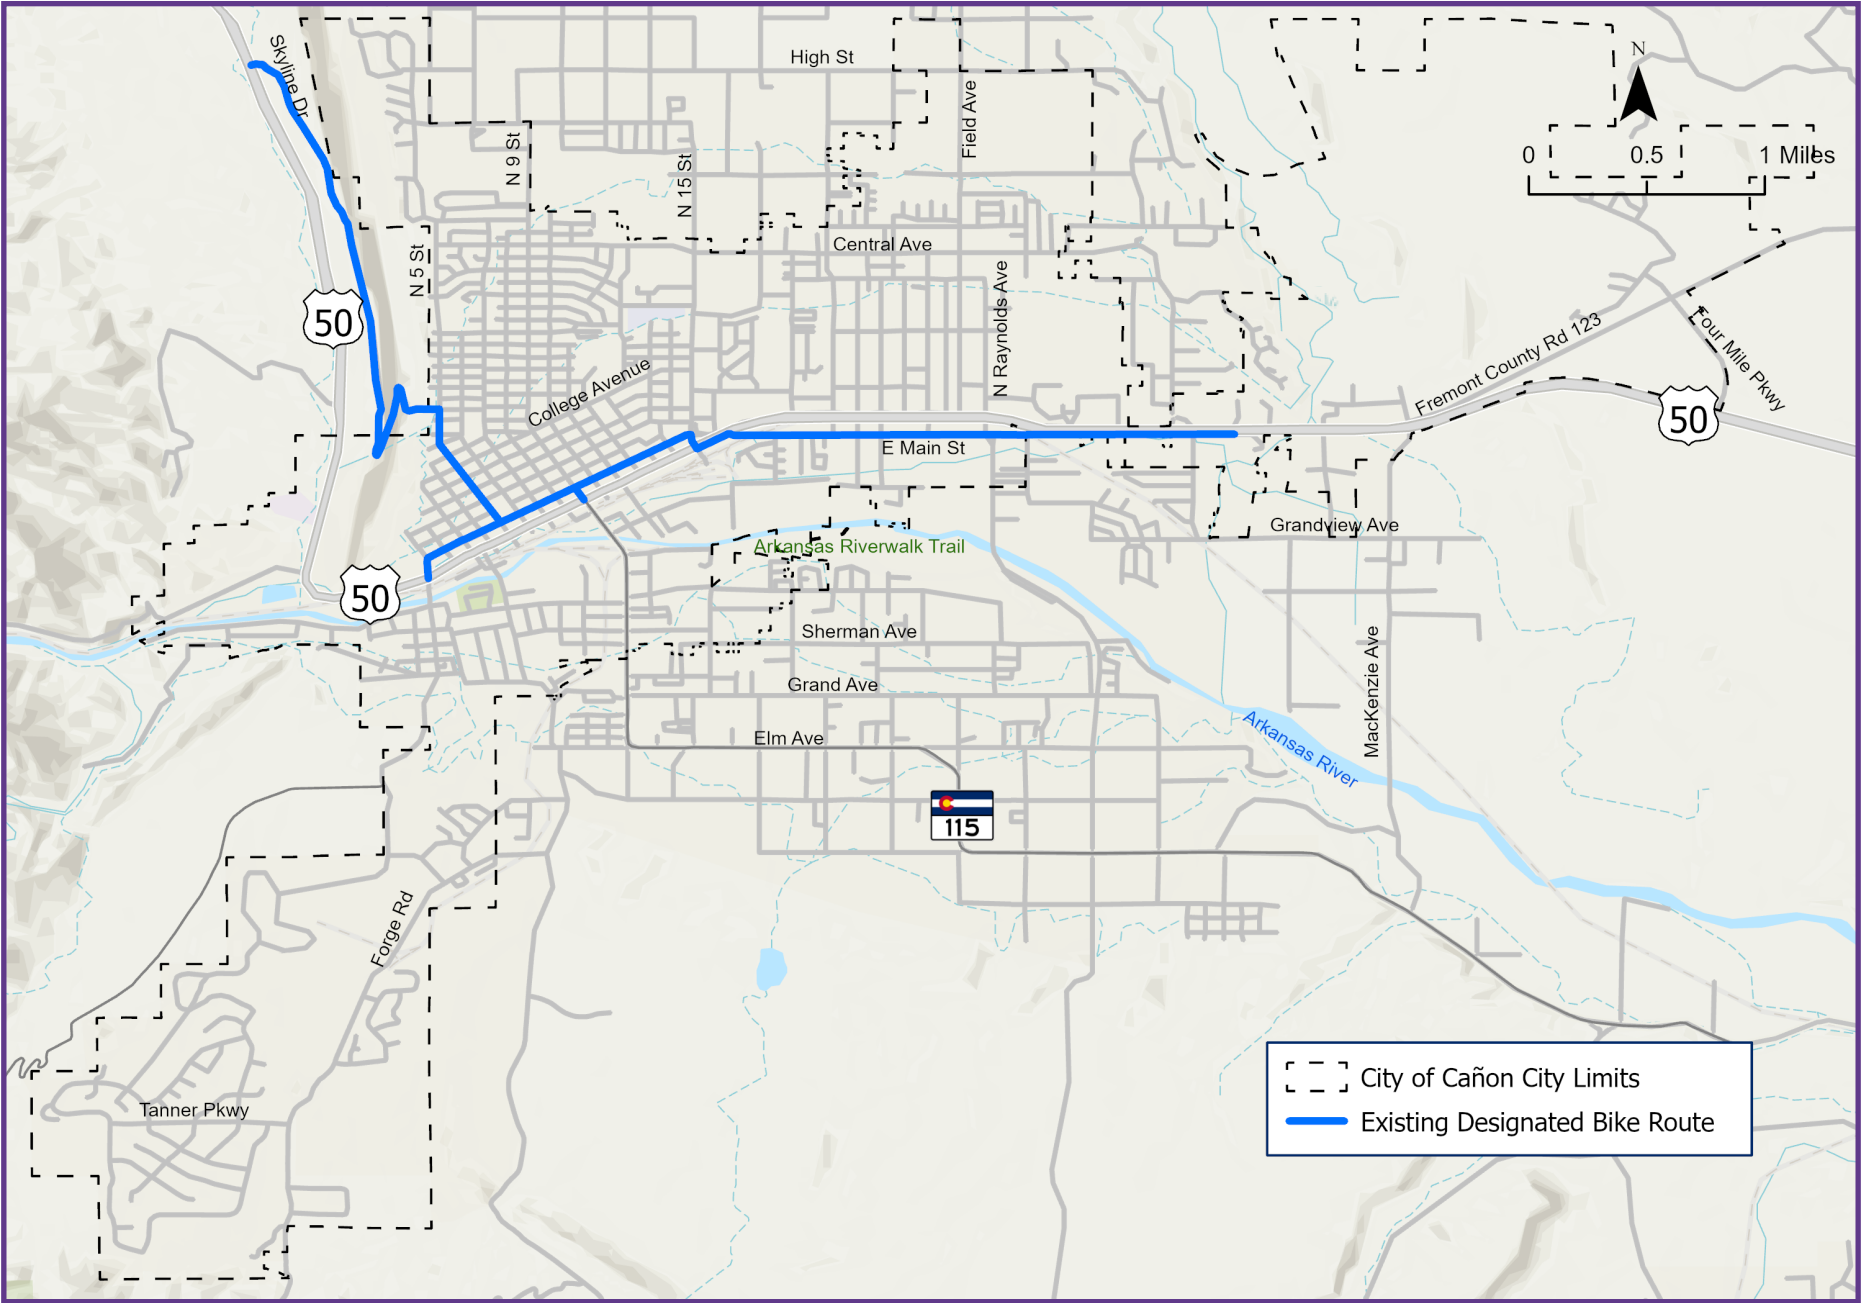 Skyline Dr
High St
N
Field Ave
N 9 St
N 15 St
0 0.5 1 Miles
Central Ave
N 5 St
N Raynolds Ave
50
Fremont County Rd 123
Four Mile Pkwy
College Avenue
50
E Main St
Grandview Ave
Arkansas Riverwalk Trail
50
Sherman Ave
MacKenzie Ave
Grand Ave
Elm Ave
Arkansas River
115
Forge Rd
Tanner Pkwy
City of Cañon City Limits
Existing Designated Bike Route